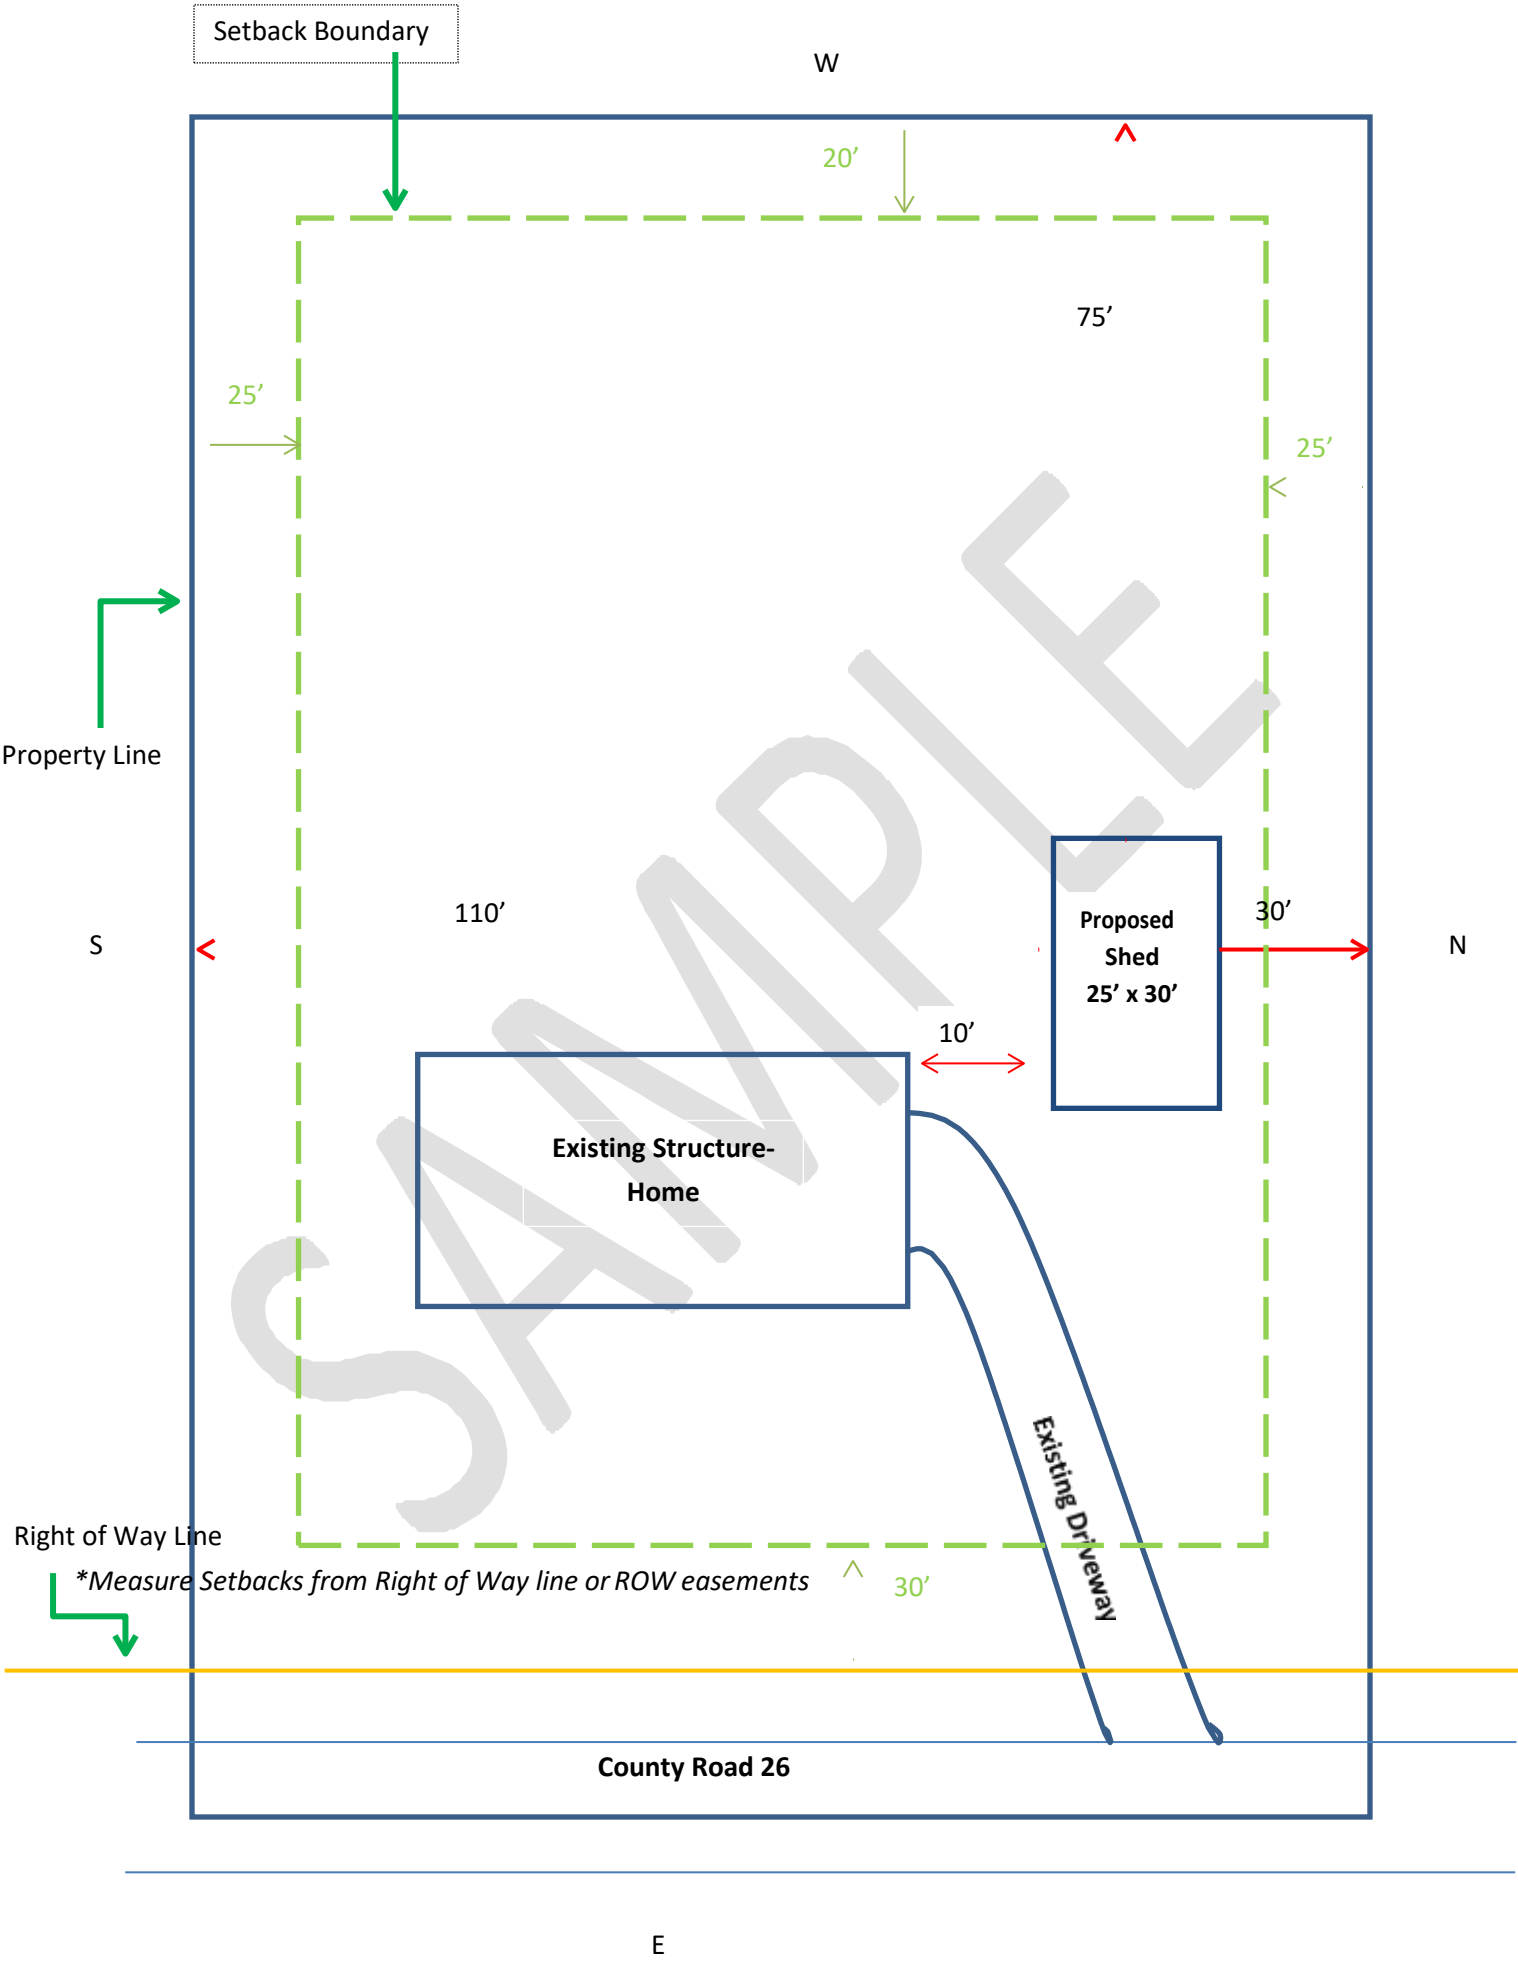 Setback Boundary
W
20’
75’
25’
25’
Property Line
110’
S
Proposed
Shed
25’ x 30’
30’
N
10’
Existing Structure-
Home
SAMPLE
Existing Driveway
Right of Way Line
*Measure Setbacks from Right of Way line or ROW easements
30’
County Road 26
E